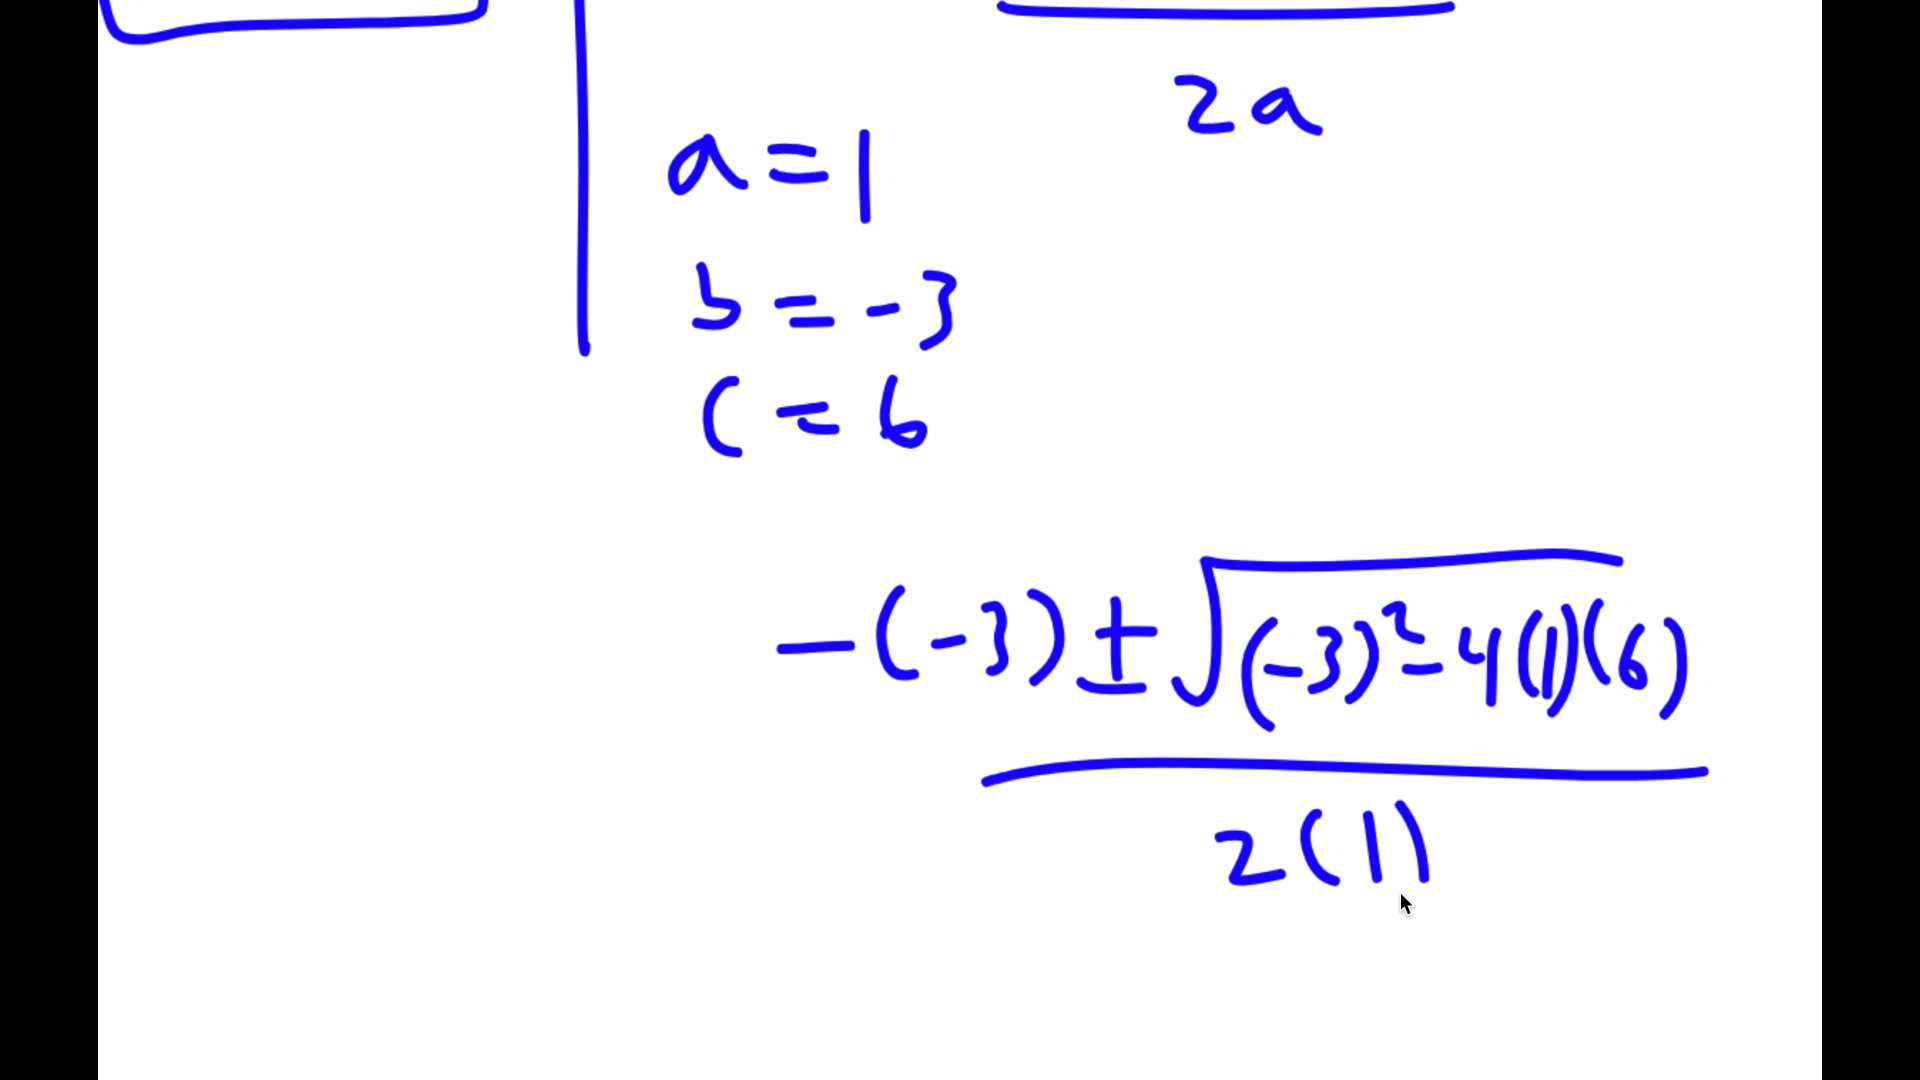 2a
a = 1
b = -3
c = 6
-(-3) ± √(-3)² - 4(1)(6)
2(1)